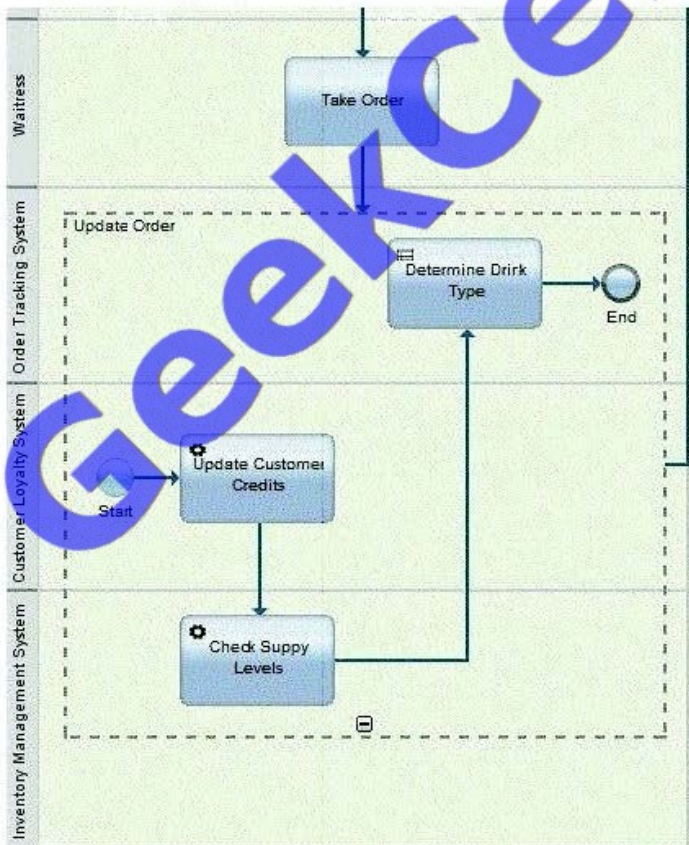 Waitress
Take Order
Order Tracking System
Update Order
Determine Drink
Type
End
Customer Loyalty System
Start
Update Customer
Credits
Inventory Management System
Check Suppy
Levels
GeekCe